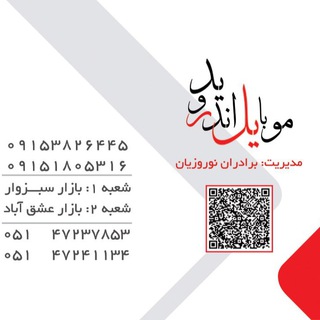 موبایل اندروید
مدیریت: برادران نوروزیان
۰۹۱۵۳۸۲۶۴۴۵
۰۹۱۵۱۸۰۵۳۱۶
شعبه ۱: بازار سبزوار
شعبه ۲: بازار عشق آباد
۰۵۱ ۴۷۲۳۷۸۵۳
۰۵۱ ۴۷۲۴۱۱۳۴